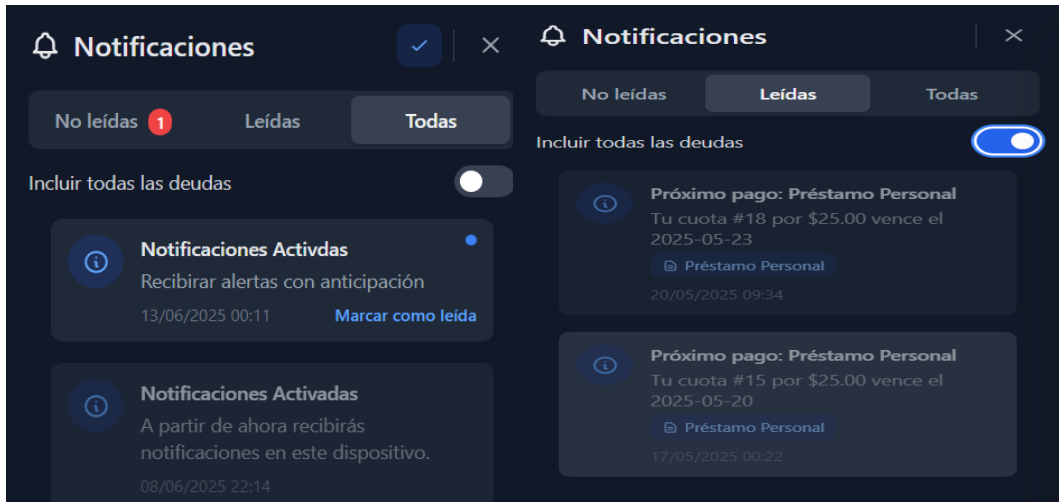 Notificaciones
No leídas 1 Leídas Todas
Incluir todas las deudas
Notificaciones Activdas
Recibirar alertas con anticipación
13/06/2025 00:11 Marcar como leída
Notificaciones Activadas
A partir de ahora recibirás
notificaciones en este dispositivo.
08/06/2025 22:14
Notificaciones
No leídas Leídas Todas
Incluir todas las deudas
Próximo pago: Préstamo Personal
Tu cuota #18 por $25.00 vence el
2025-05-23
Préstamo Personal
20/05/2025 09:34
Próximo pago: Préstamo Personal
Tu cuota #15 por $25.00 vence el
2025-05-20
Préstamo Personal
17/05/2025 00:22